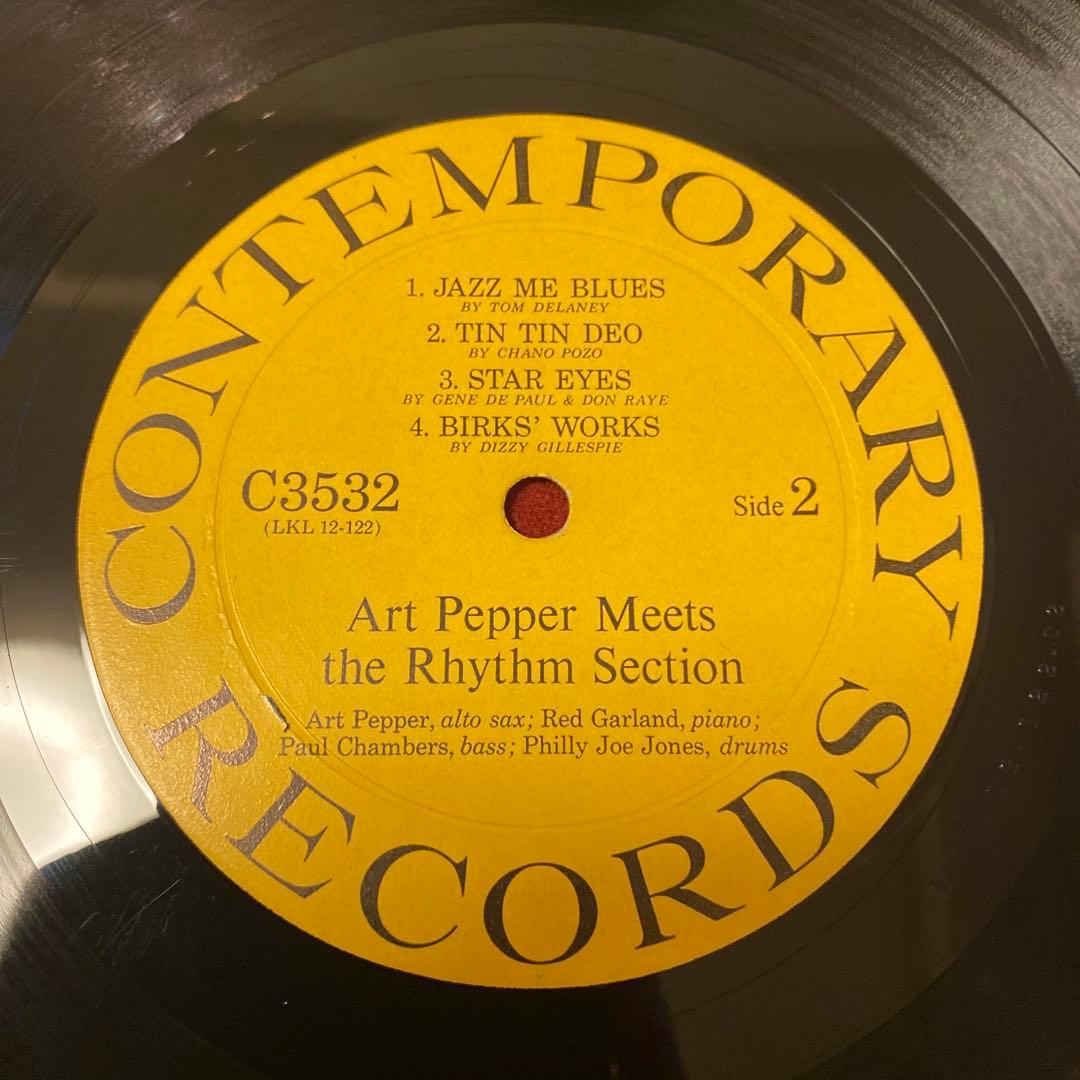 CONTEMPORARY
1. JAZZ ME BLUES
BY TOM DELANEY
2. TIN TIN DEO
BY CHANO POZO
3. STAR EYES
BY GENE DE PAUL & DON RAYE
4. BIRKS' WORKS
BY DIZZY GILLESPIE
C3532
(LKL 12-122)
Side 2
Art Pepper Meets
the Rhythm Section
Art Pepper, alto sax; Red Garland, piano;
Paul Chambers, bass; Philly Joe Jones, drums
RECORDS